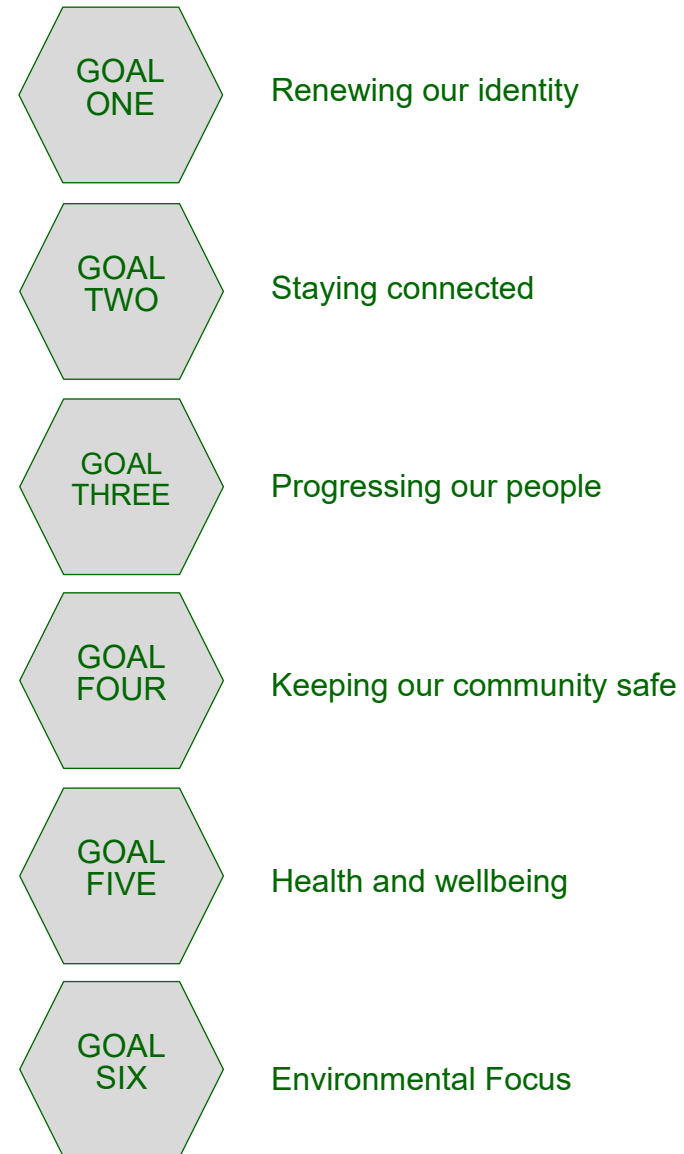 GOAL
ONE
Renewing our identity
GOAL
TWO
Staying connected
GOAL
THREE
Progressing our people
GOAL
FOUR
Keeping our community safe
GOAL
FIVE
Health and wellbeing
GOAL
SIX
Environmental Focus